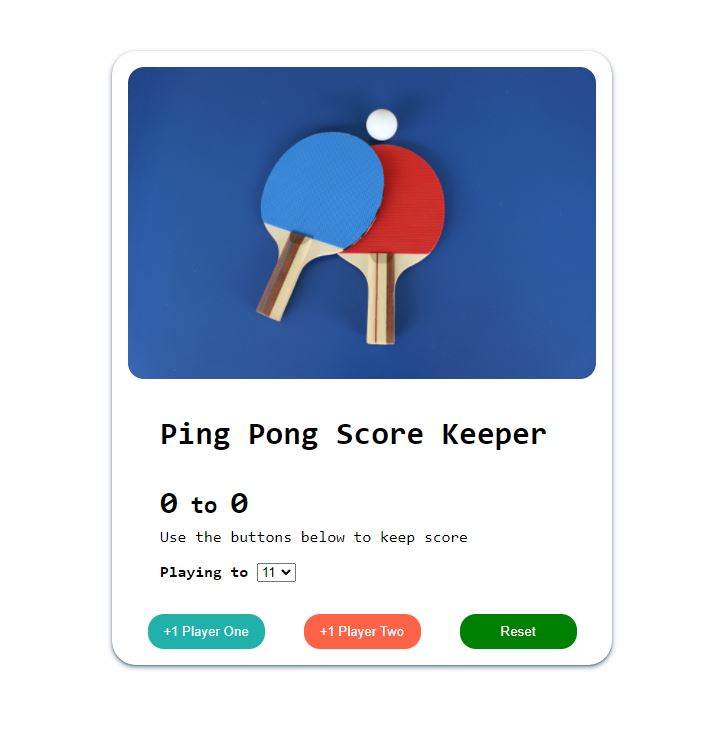 Ping Pong Score Keeper
0 to 0
Use the buttons below to keep score
Playing to 11
+1 Player One +1 Player Two Reset